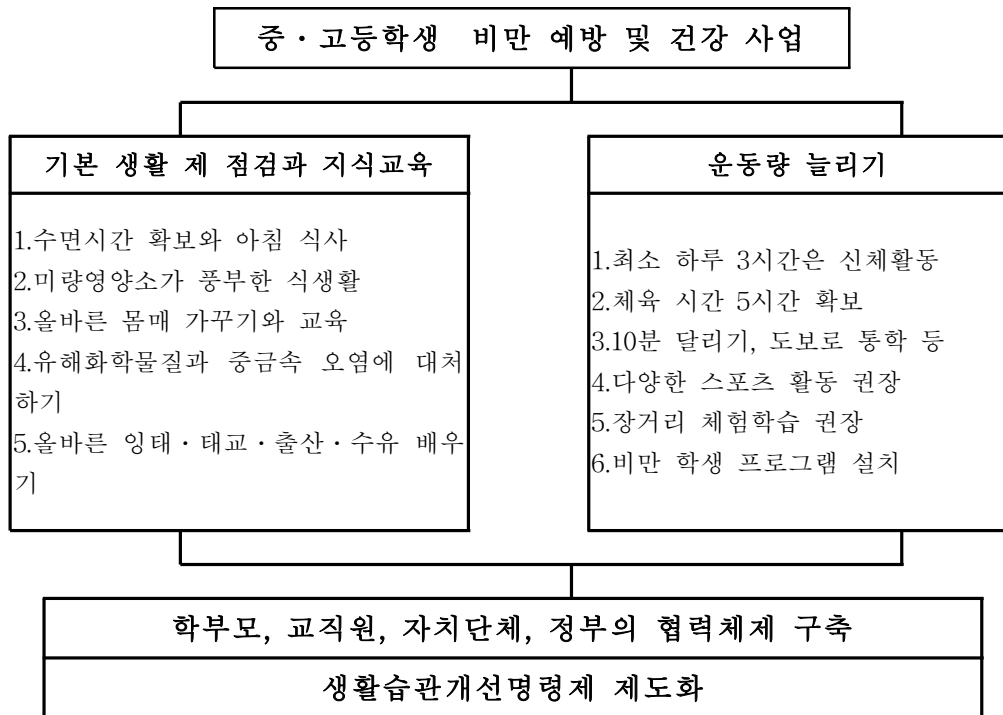 중·고등학생 비만 예방 및 건강 사업
기본 생활 제 점검과 지식교육
1.수면시간 확보와 아침 식사
2.미량영양소가 풍부한 식생활
3.올바른 몸매 가꾸기와 교육
4.유해화학물질과 중금속 오염에 대처
하기
5.올바른 잉태·태교·출산·수유 배우
기
운동량 늘리기
1.최소 하루 3시간은 신체활동
2.체육 시간 5시간 확보
3.10분 달리기, 도보로 통학 등
4.다양한 스포츠 활동 권장
5.장거리 체험학습 권장
6.비만 학생 프로그램 설치
학부모, 교직원, 자치단체, 정부의 협력체제 구축
생활습관개선명령제 제도화